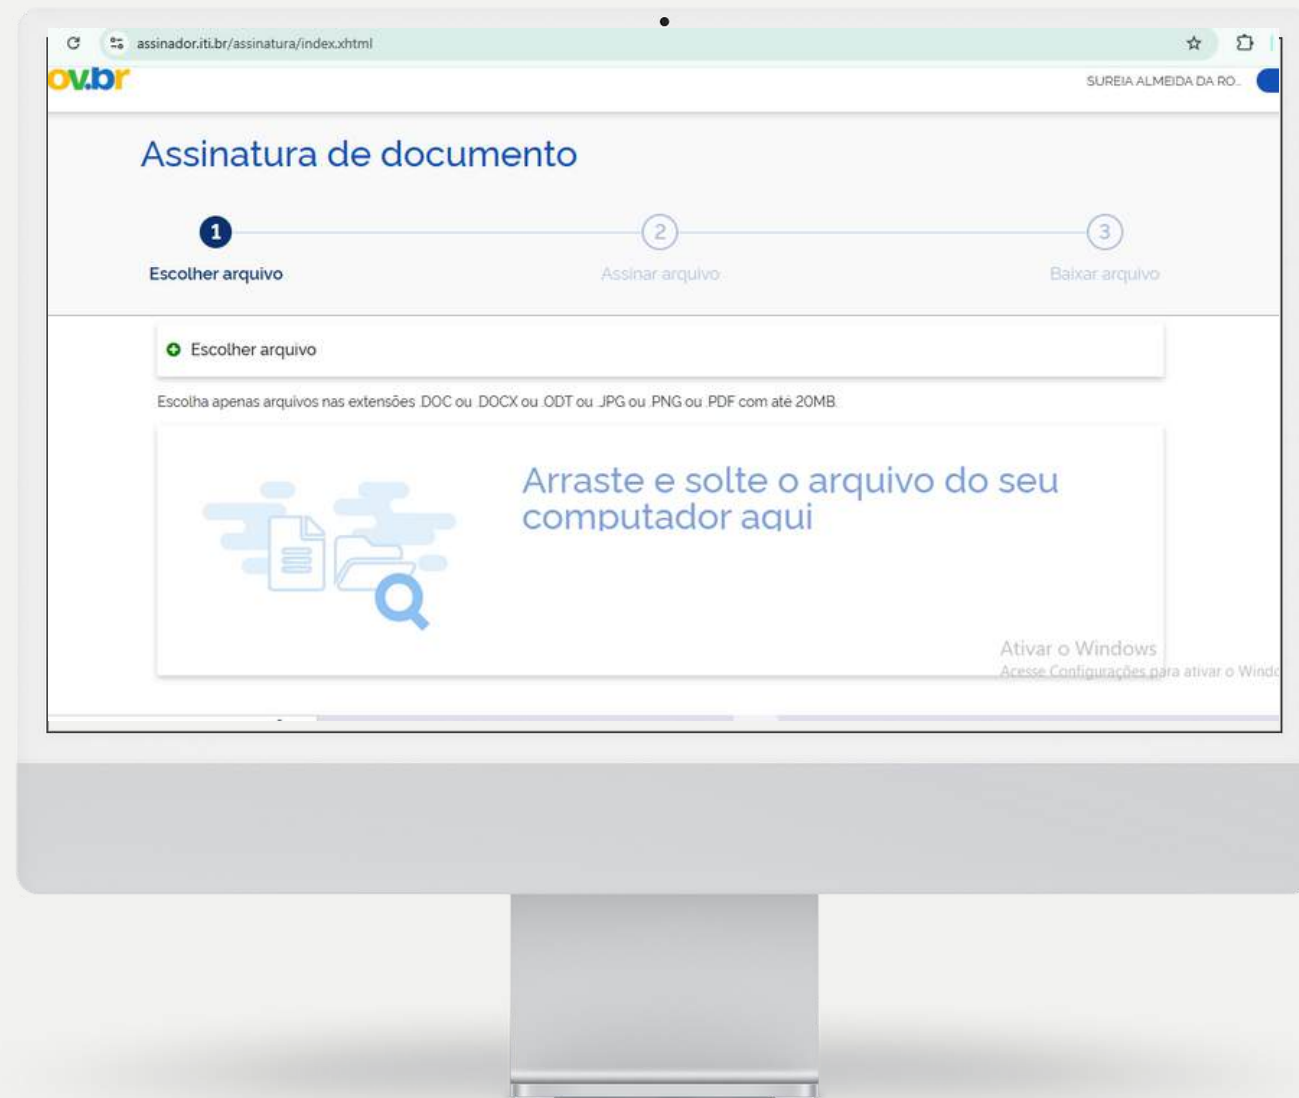 assinador.iti.br/assinatura/index.xhtml
ov.br
SUREIA ALMEIDA DA RO...
Assinatura de documento
1
2
3
Escolher arquivo
Assinar arquivo
Baixar arquivo
Escolher arquivo
Escolha apenas arquivos nas extensões .DOC ou .DOCX ou .ODT ou .JPG ou .PNG ou .PDF com até 20MB.
Arraste e solte o arquivo do seu
computador aqui
Ativar o Windows
Acesse Configurações para ativar o Windo